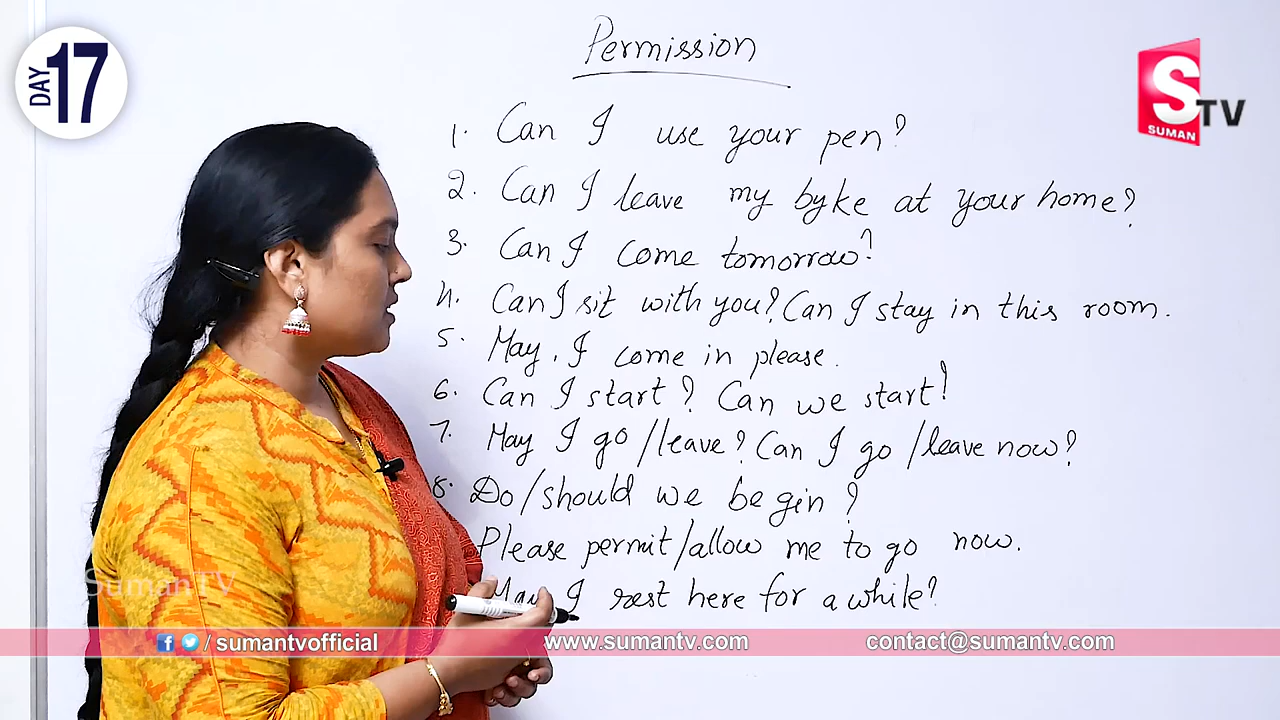 DAY 17
Permission
S TV
SUMAN
1. Can I use your pen?
2. Can I leave my byke at your home?
3. Can I come tomorrow?
4. Can I sit with you? Can I stay in this room.
5. May. I come in please.
6. Can I start? Can we start?
7. May I go/leave? Can I go/leave now?
8. Do/should we begin?
Please permit/allow me to go now.
May I rest here for a while?
SumanTV
/sumantvofficial
www.sumantv.com
contact@sumantv.com